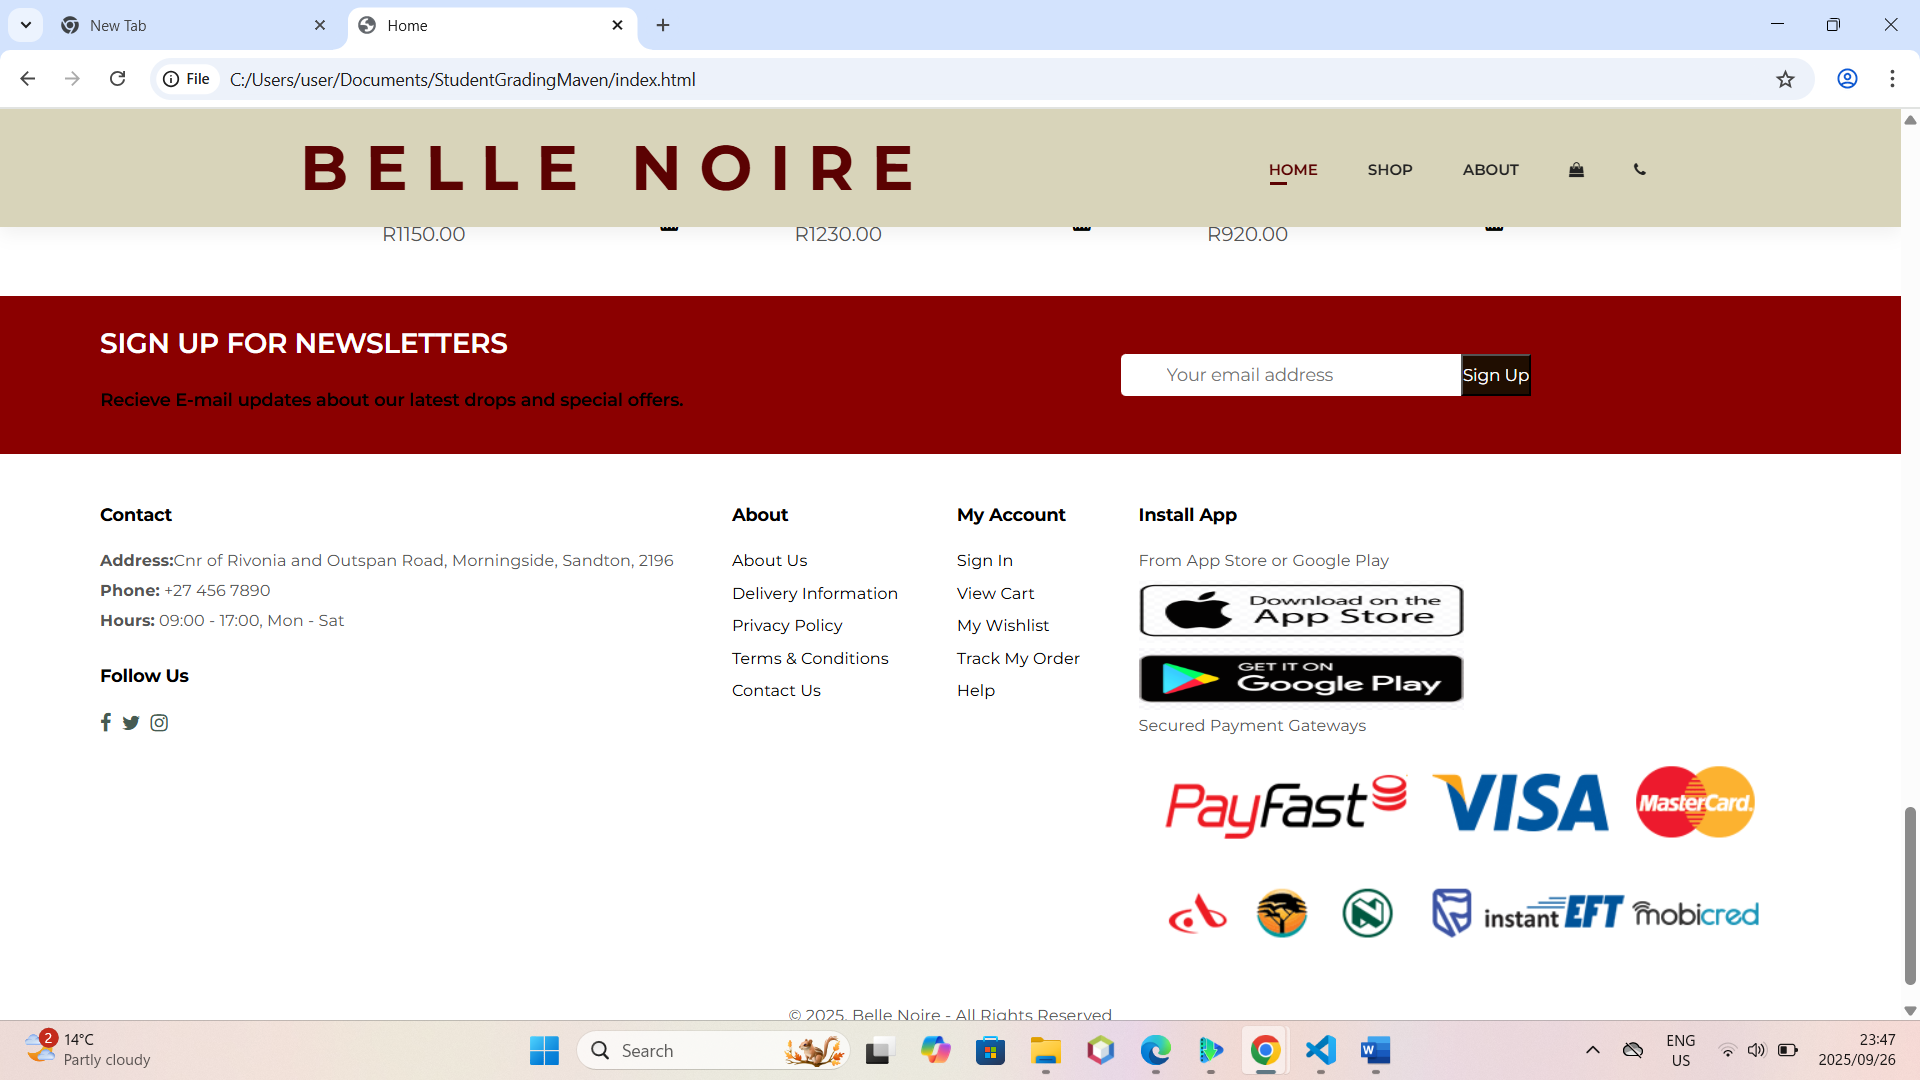 New Tab
Home
File
C:/Users/user/Documents/StudentGradingMaven/index.html
BELLE NOIRE
HOME SHOP ABOUT
R1150.00 R1230.00 R920.00
SIGN UP FOR NEWSLETTERS
Recieve E-mail updates about our latest drops and special offers.
Your email address
Sign Up
Contact
Address:Cnr of Rivonia and Outspan Road, Morningside, Sandton, 2196
Phone: +27 456 7890
Hours: 09:00 - 17:00, Mon - Sat
Follow Us
About
About Us
Delivery Information
Privacy Policy
Terms & Conditions
Contact Us
My Account
Sign In
View Cart
My Wishlist
Track My Order
Help
Install App
From App Store or Google Play
Download on the
App Store
GET IT ON
Google Play
Secured Payment Gateways
PayFast VISA MasterCard
instant EFT mobicred
© 2025. Belle Noire - All Rights Reserved
2
14°C
Partly cloudy
Search
W
ENG
US
23:47
2025/09/26